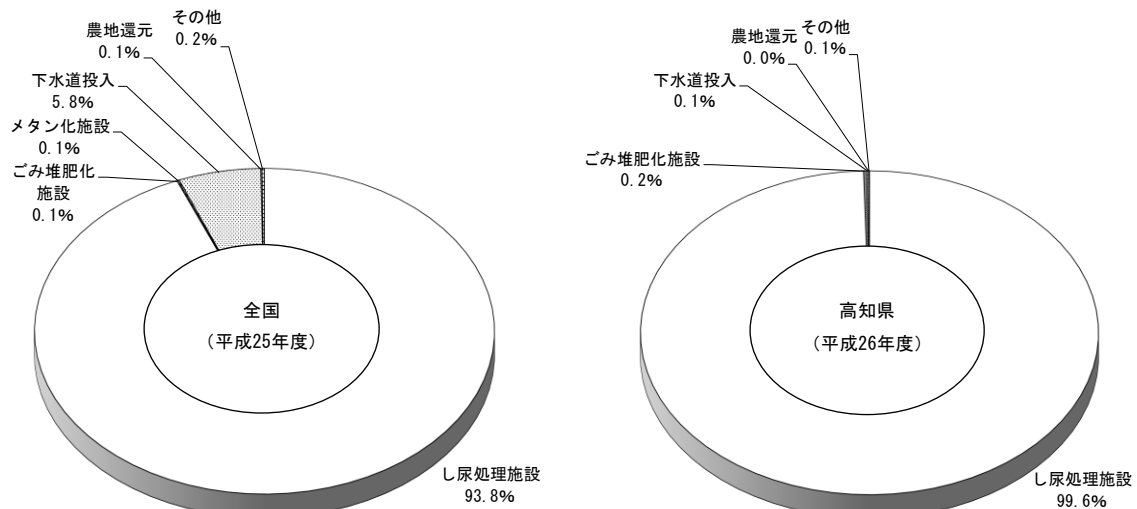 その他
0.2%
農地還元
0.1%
下水道投入
5.8%
メタン化施設
0.1%
ごみ堆肥化
施設
0.1%
全国
（平成25年度）
し尿処理施設
93.8%
その他
0.1%
農地還元
0.0%
下水道投入
0.1%
ごみ堆肥化施設
0.2%
高知県
（平成26年度）
し尿処理施設
99.6%